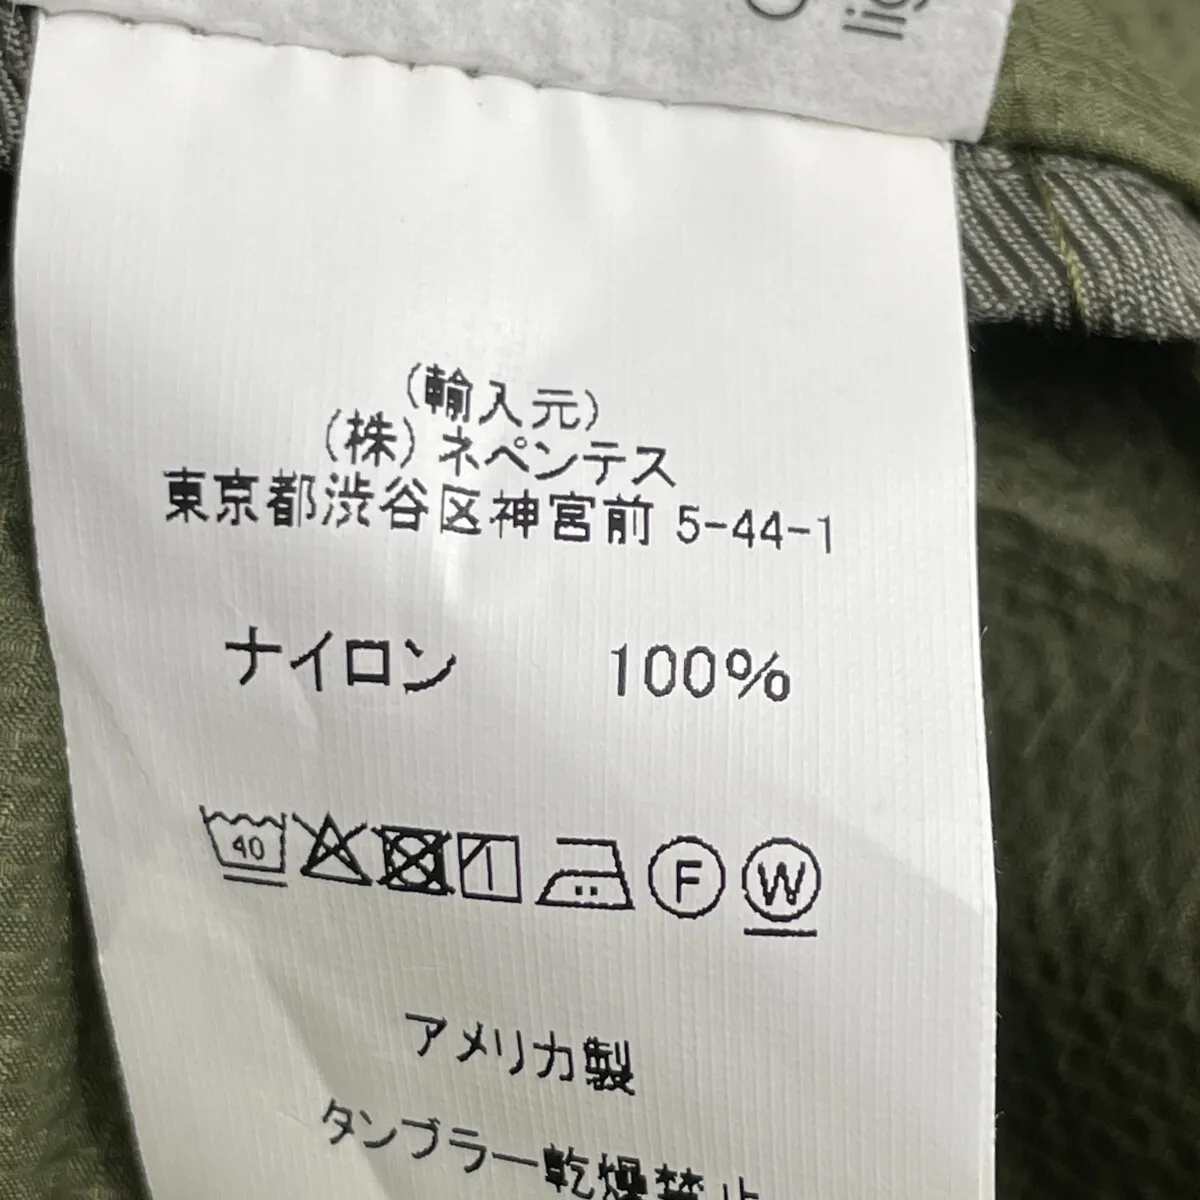 lig
(輸入元)
(株)ネペンテス
東京都渋谷区神宮前 5-44-1
ナイロン 100%
40 F W
アメリカ製
タンブラー乾燥禁止